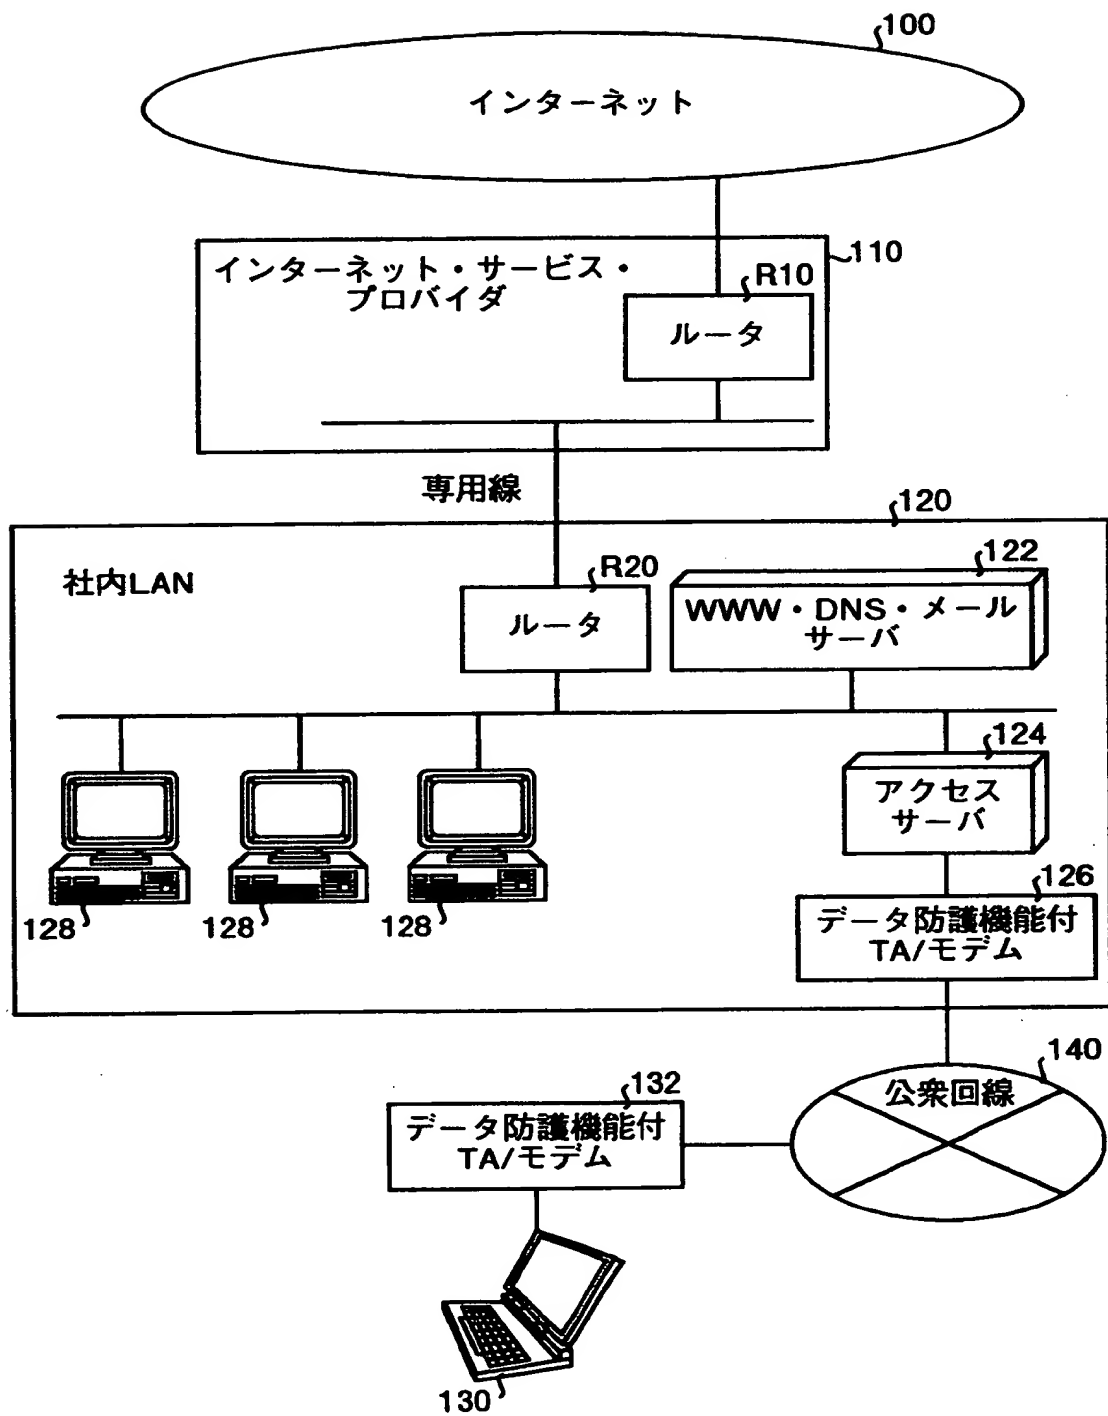 100
インターネット
110
インターネット・サービス・
プロバイダ
R10
ルータ
専用線
120
社内LAN
R20
ルータ
122
WWW・DNS・メール
サーバ
124
アクセス
サーバ
128
128
128
126
データ防護機能付
TA/モデム
140
公衆回線
132
データ防護機能付
TA/モデム
130